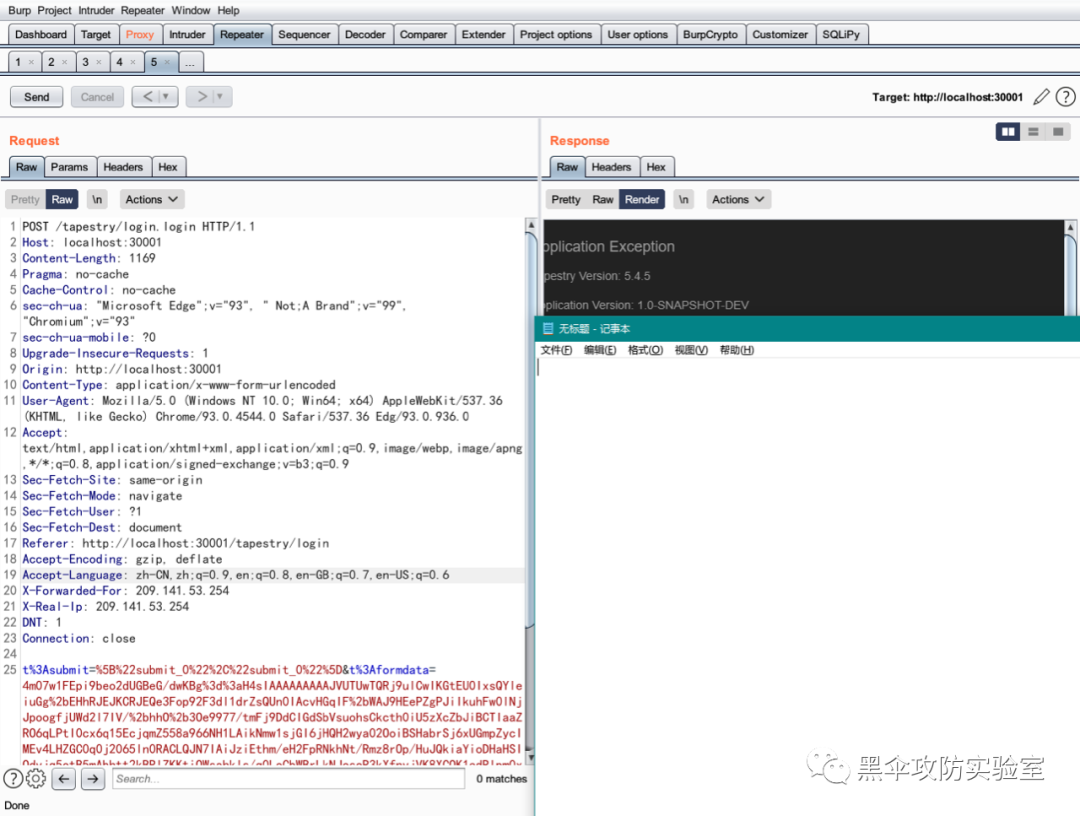 Burp Project Intruder Repeater Window Help
Dashboard Target Proxy Intruder Repeater Sequencer Decoder Comparer Extender Project options User options BurpCrypto Customizer SQLiPy
1 × 2 × 3 × 4 × 5 × ...
Send Cancel < ▼ > ▼ Target: http://localhost:30001 ?
Request
Raw Params Headers Hex
Pretty Raw \n Actions
1 POST /tapestry/login.login HTTP/1.1
2 Host: localhost:30001
3 Content-Length: 1169
4 Pragma: no-cache
5 Cache-Control: no-cache
6 sec-ch-ua: "Microsoft Edge";v="93", " Not;A Brand";v="99",
"Chromium";v="93"
7 sec-ch-ua-mobile: ?0
8 Upgrade-Insecure-Requests: 1
9 Origin: http://localhost:30001
10 Content-Type: application/x-www-form-urlencoded
11 User-Agent: Mozilla/5.0 (Windows NT 10.0; Win64; x64) AppleWebKit/537.36
(KHTML, like Gecko) Chrome/93.0.4544.0 Safari/537.36 Edg/93.0.936.0
12 Accept:
text/html,application/xhtml+xml,application/xml;q=0.9,image/webp,image/apng
,*/*;q=0.8,application/signed-exchange;v=b3;q=0.9
13 Sec-Fetch-Site: same-origin
14 Sec-Fetch-Mode: navigate
15 Sec-Fetch-User: ?1
16 Sec-Fetch-Dest: document
17 Referer: http://localhost:30001/tapestry/login
18 Accept-Encoding: gzip, deflate
19 Accept-Language: zh-CN,zh;q=0.9,en;q=0.8,en-GB;q=0.7,en-US;q=0.6
20 X-Forwarded-For: 209.141.53.254
21 X-Real-Ip: 209.141.53.254
22 DNT: 1
23 Connection: close
24
25 t%3Asubmit=%5B%22submit_0%22%2C%22submit_0%22%5D&t%3Aformdata=
? Search... 0 matches
Done
Response
Raw Headers Hex
Pretty Raw Render \n Actions
pplication Exception
pestry Version: 5.4.5
plication Version: 1.0-SNAPSHOT-DEV
无标题 - 记事本
文件(F) 编辑(E) 格式(O) 视图(V) 帮助(H)
黑伞攻防实验室